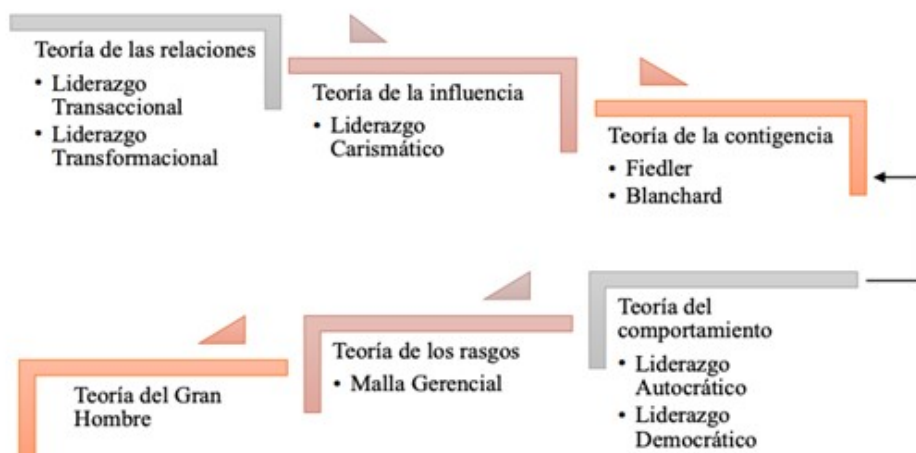 Teoría de las relaciones
• Liderazgo
Transaccional
• Liderazgo
Transformacional
Teoría de la influencia
• Liderazgo
Carismático
Teoría de la contigencia
• Fiedler
• Blanchard
Teoría del Gran
Hombre
Teoría de los rasgos
• Malla Gerencial
Teoría del
comportamiento
• Liderazgo
Autocrático
• Liderazgo
Democrático